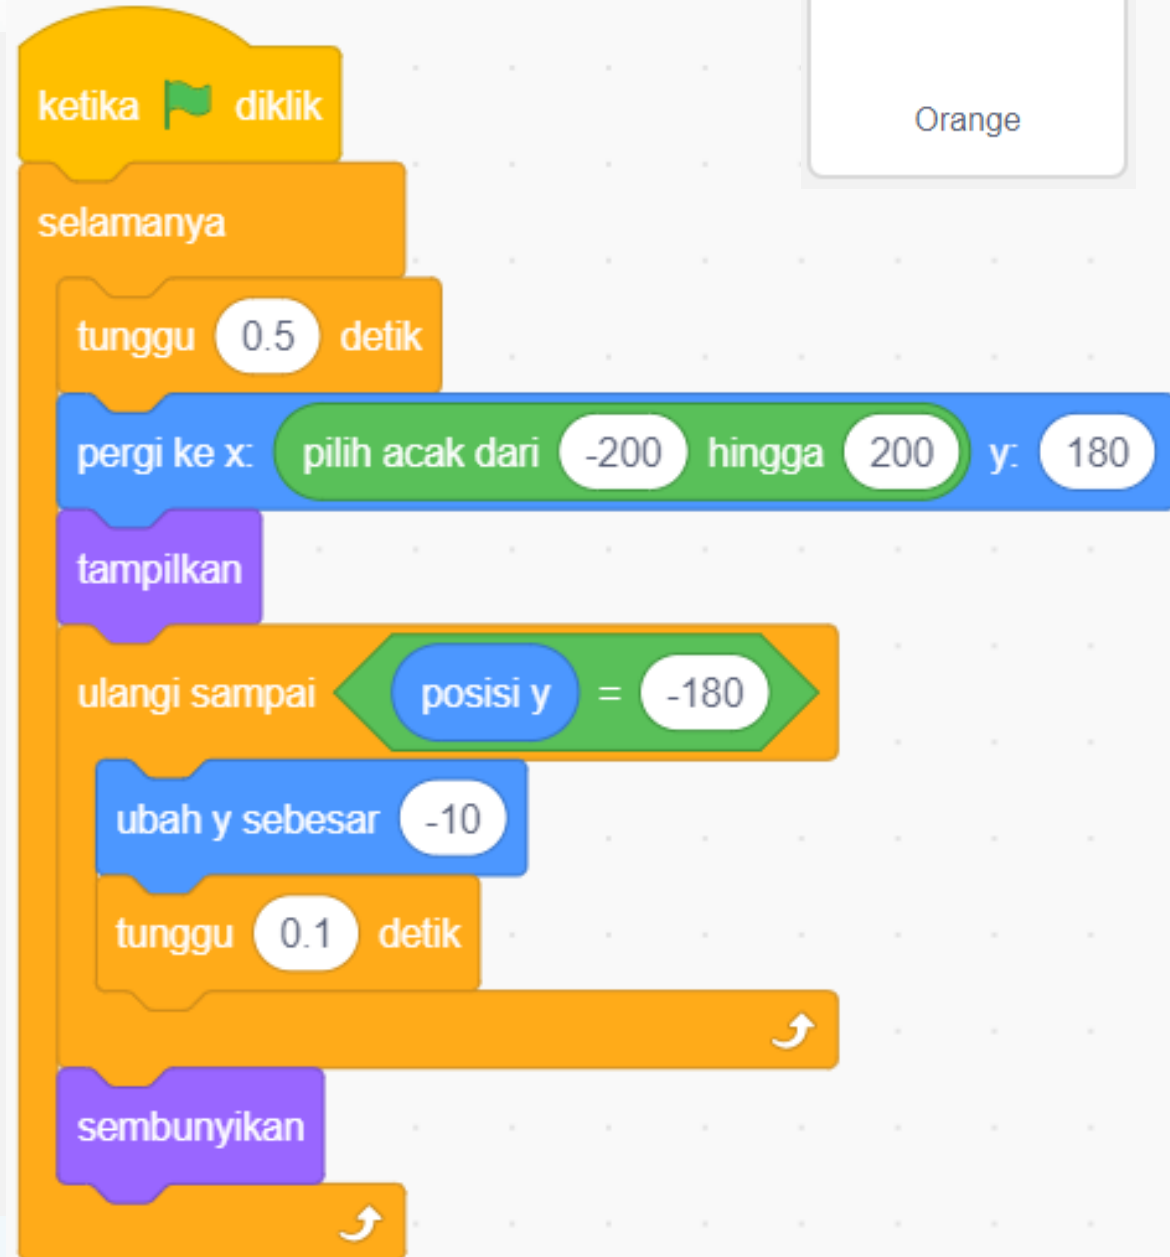 Orange
ketika diklik
selamanya
tunggu 0.5 detik
pergi ke x: pilih acak dari -200 hingga 200 y: 180
tampilkan
ulangi sampai posisi y = -180
ubah y sebesar -10
tunggu 0.1 detik
sembunyikan